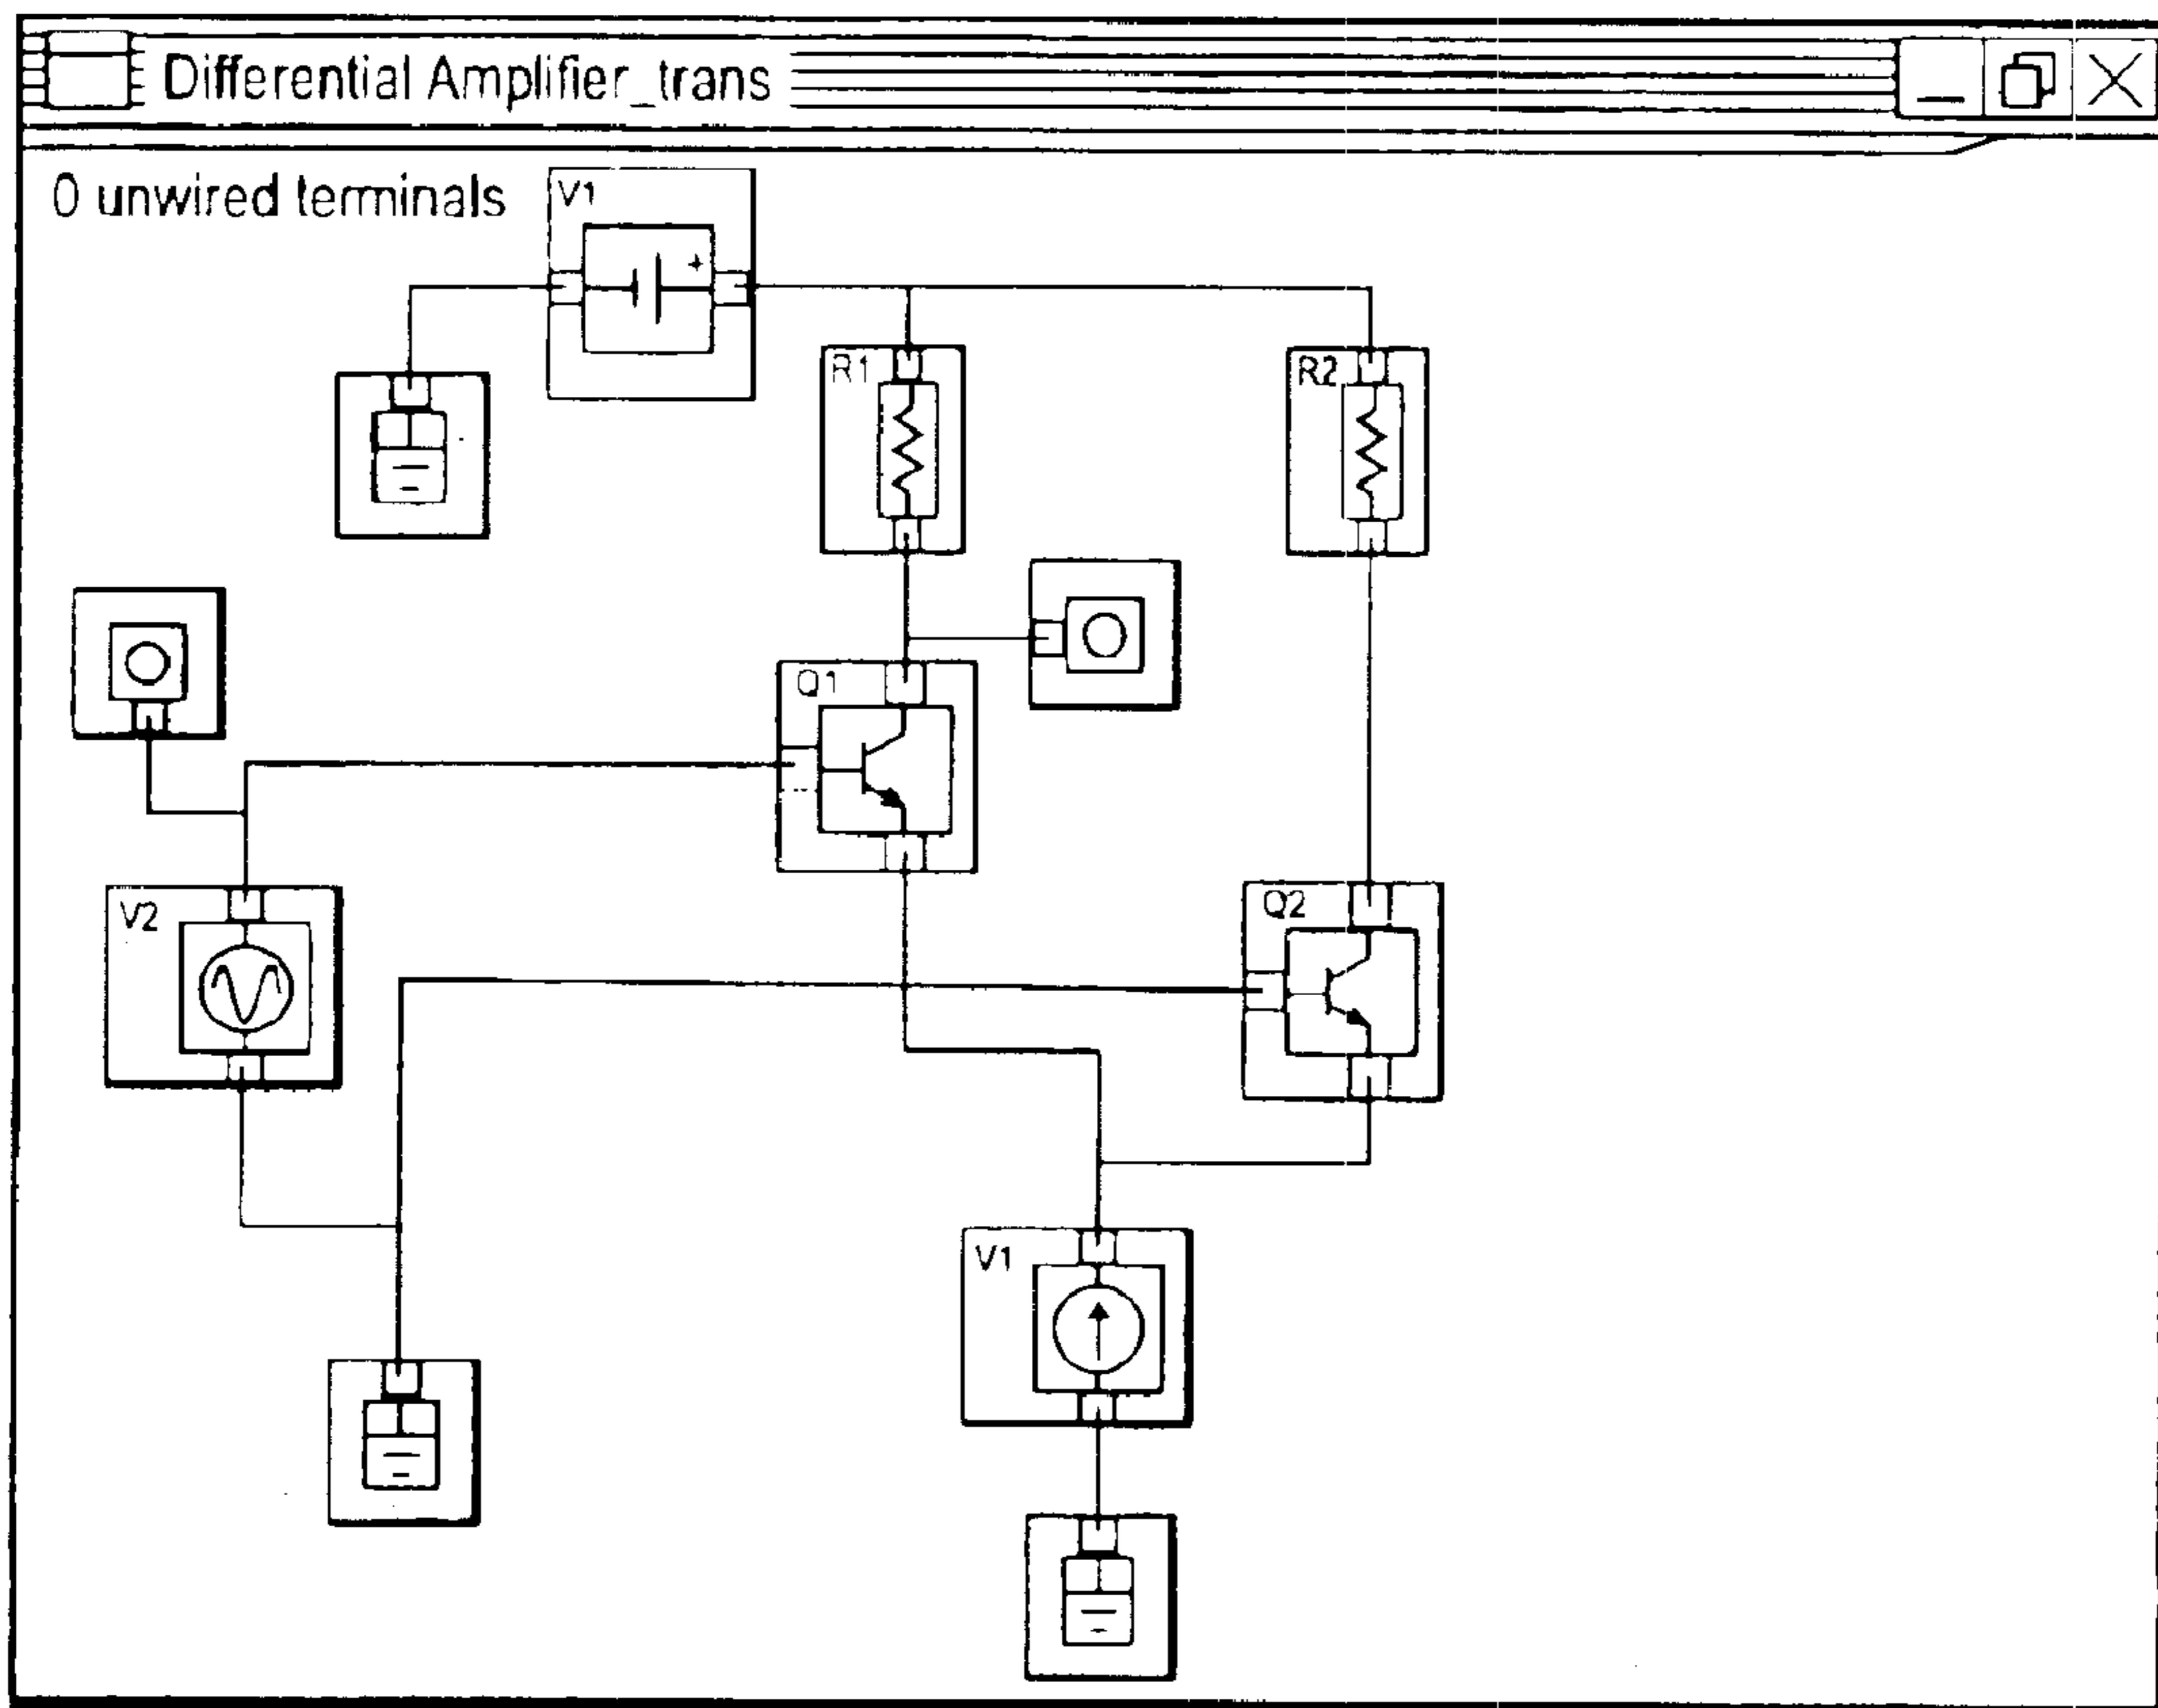 Differential Amplifier_trans
0 unwired terminals
V1
R1
R2
Q1
V2
Q2
V1